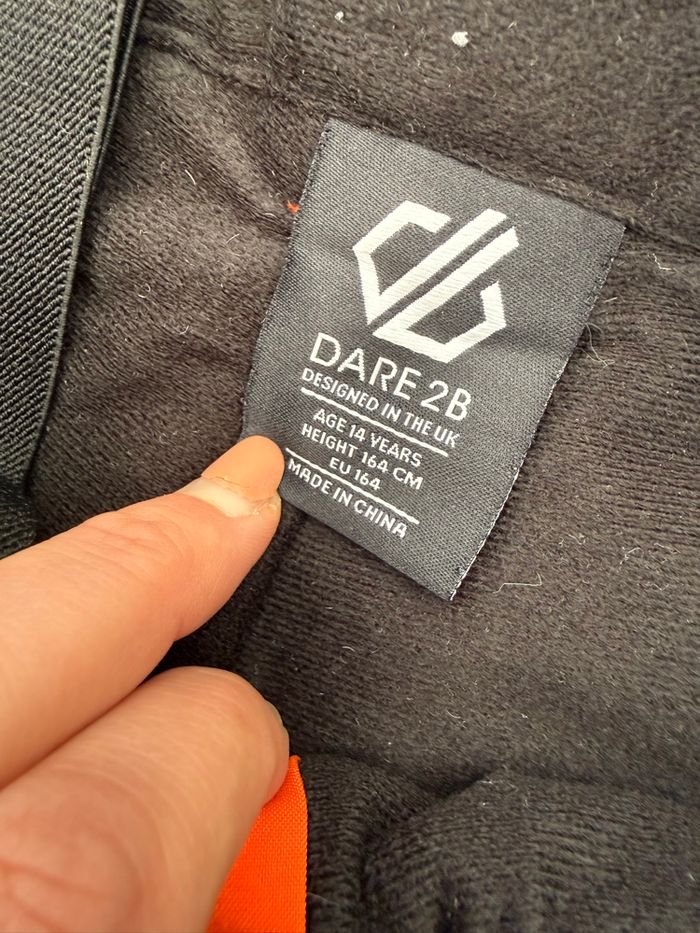 DARE 2B
DESIGNED IN THE UK
AGE 14 YEARS
HEIGHT 164 CM
EU 164
MADE IN CHINA